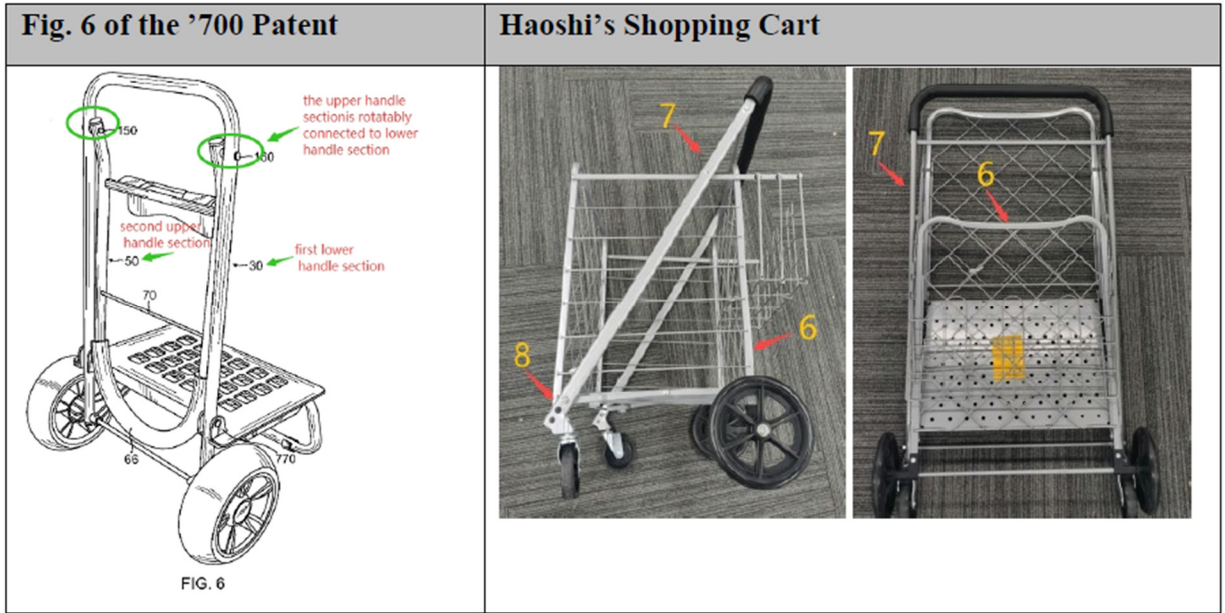 Fig. 6 of the ’700 Patent
Haoshi’s Shopping Cart
the upper handle
sectionis rotatably
connected to lower
handle section
150
160
second upper
handle section
50
first lower
handle section
30
70
66
770
FIG. 6
7
6
8
7
6